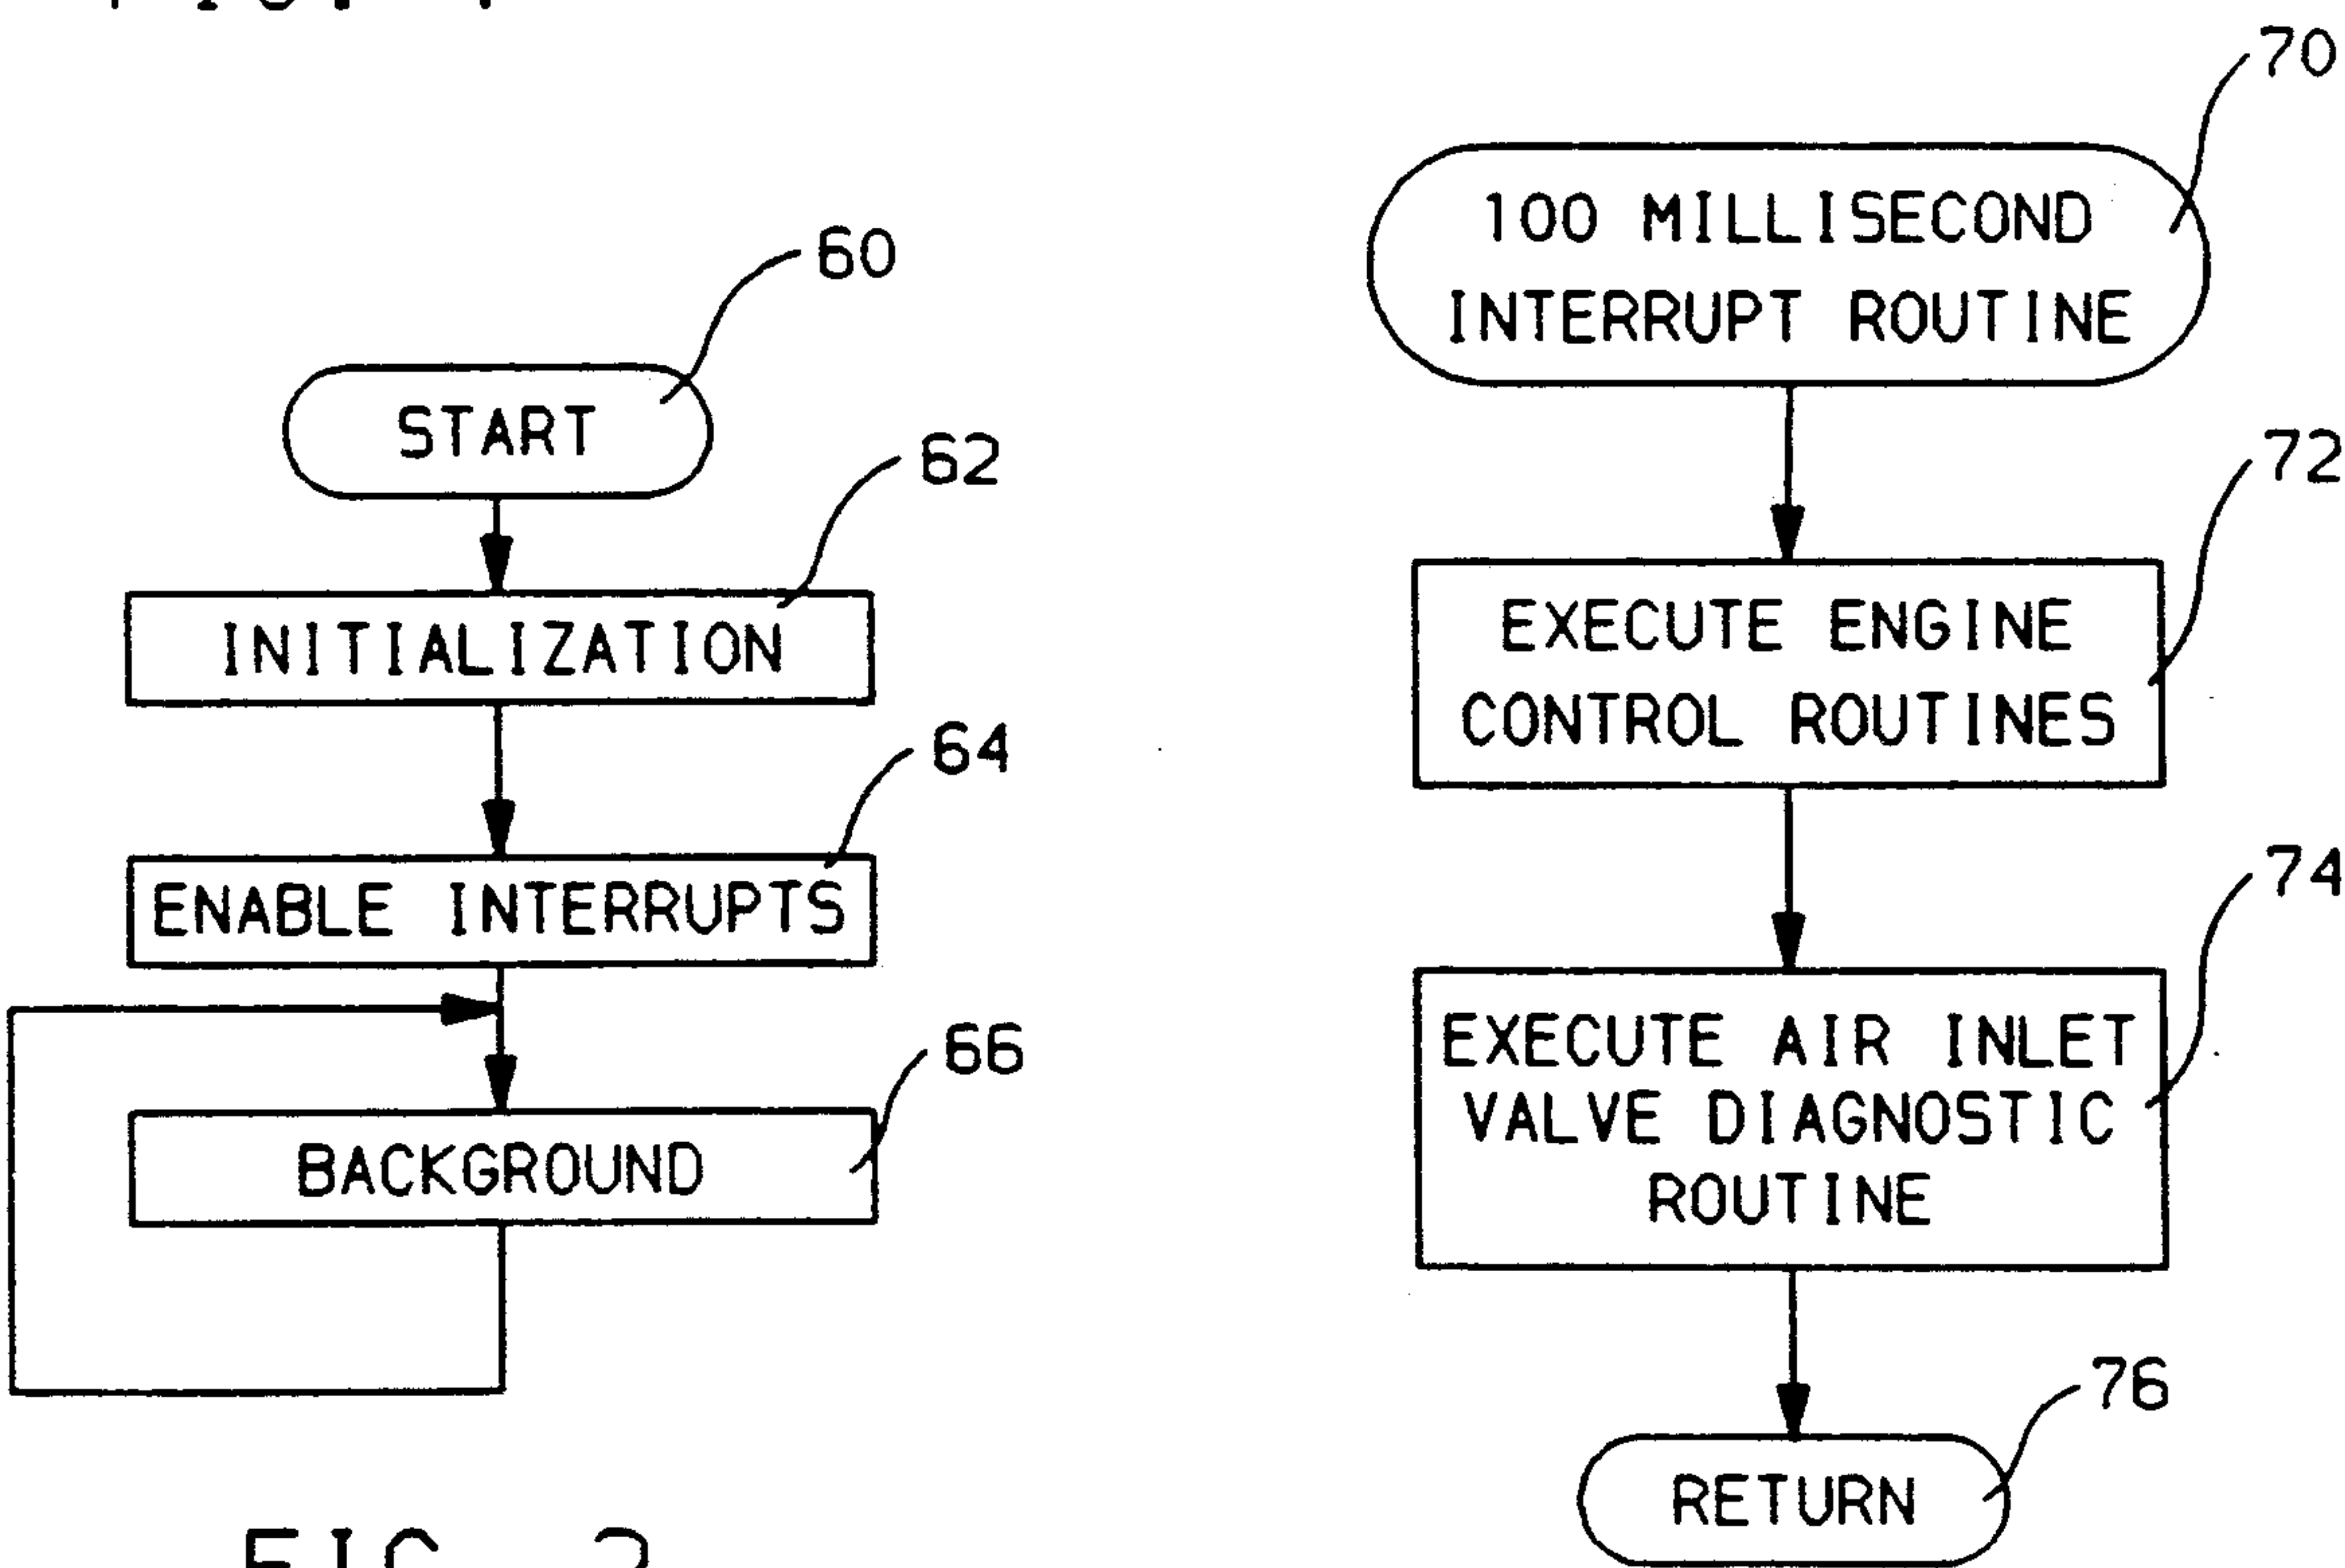 60
START
62
INITIALIZATION
64
ENABLE INTERRUPTS
66
BACKGROUND
70
100 MILLISECOND
INTERRUPT ROUTINE
72
EXECUTE ENGINE
CONTROL ROUTINES
74
EXECUTE AIR INLET
VALVE DIAGNOSTIC
ROUTINE
76
RETURN